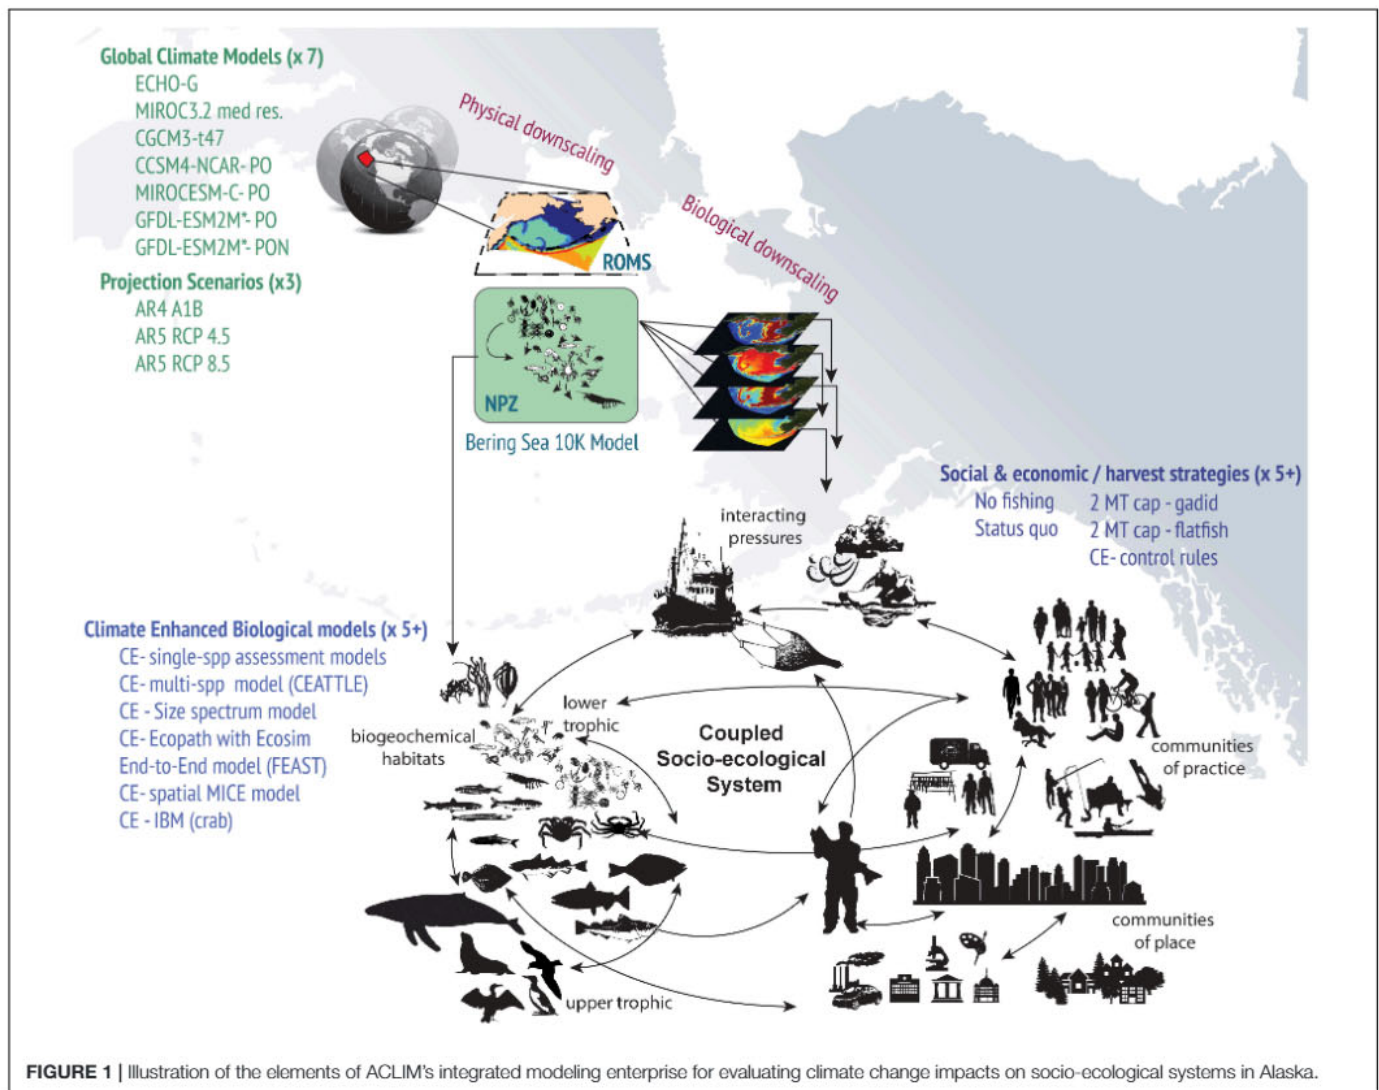 Global Climate Models (x 7)
ECHO-G
MIROC3.2 med res.
CGCM3-t47
CCSM4-NCAR- PO
MIROCESM-C- PO
GFDL-ESM2M*- PO
GFDL-ESM2M*- PON
Projection Scenarios (x3)
AR4 A1B
AR5 RCP 4.5
AR5 RCP 8.5
Physical downscaling
ROMS
Biological downscaling
NPZ
Bering Sea 10K Model
Social & economic / harvest strategies (x 5+)
No fishing
Status quo
2 MT cap - gadid
2 MT cap - flatfish
CE- control rules
interacting
pressures
Climate Enhanced Biological models (x 5+)
CE- single-spp assessment models
CE- multi-spp model (CEATTLE)
CE - Size spectrum model
CE- Ecopath with Ecosim
End-to-End model (FEAST)
CE- spatial MICE model
CE - IBM (crab)
biogeochemical
habitats
lower
trophic
Coupled
Socio-ecological
System
communities
of practice
communities
of place
upper trophic
FIGURE 1 | Illustration of the elements of ACLIM's integrated modeling enterprise for evaluating climate change impacts on socio-ecological systems in Alaska.